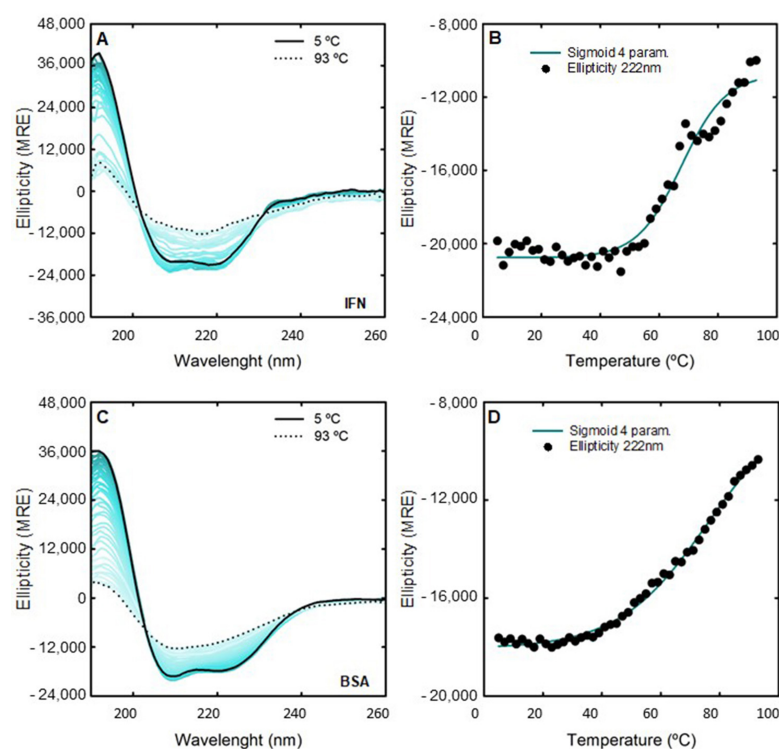 A
5 ºC
93 ºC
48,000
36,000
24,000
12,000
0
- 12,000
- 24,000
- 36,000
Ellipticity (MRE)
IFN
200 220 240 260
Wavelenght (nm)
B
Sigmoid 4 param.
Ellipticity 222nm
- 8,000
- 12,000
- 16,000
- 20,000
- 24,000
Ellipticity (MRE)
0 20 40 60 80 100
Temperature (ºC)
C
5 ºC
93 ºC
48,000
36,000
24,000
12,000
0
- 12,000
- 24,000
Ellipticity (MRE)
BSA
200 220 240 260
Wavelenght (nm)
D
Sigmoid 4 param.
Ellipticity 222nm
- 8,000
- 12,000
- 16,000
- 20,000
Ellipticity (MRE)
0 20 40 60 80 100
Temperature (ºC)